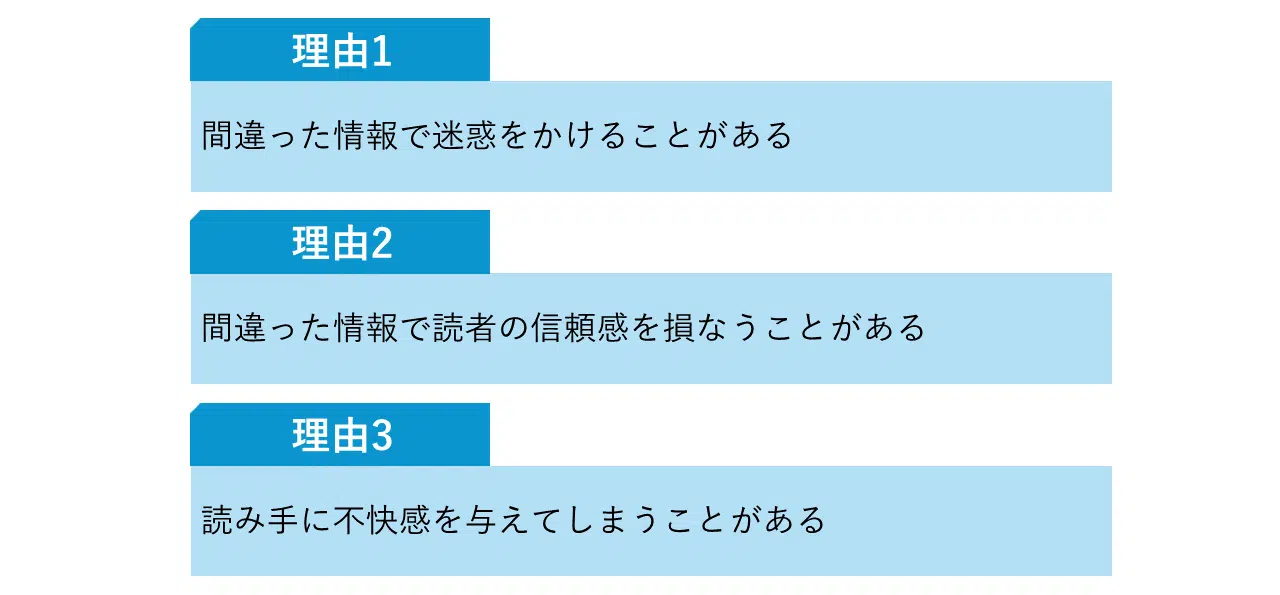 理由1
間違った情報で迷惑をかけることがある
理由2
間違った情報で読者の信頼感を損なうことがある
理由3
読み手に不快感を与えてしまうことがある